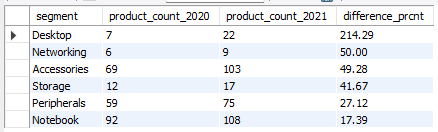 segment product_count_2020 product_count_2021 difference_prcnt
Desktop 7 22 214.29
Networking 6 9 50.00
Accessories 69 103 49.28
Storage 12 17 41.67
Peripherals 59 75 27.12
Notebook 92 108 17.39